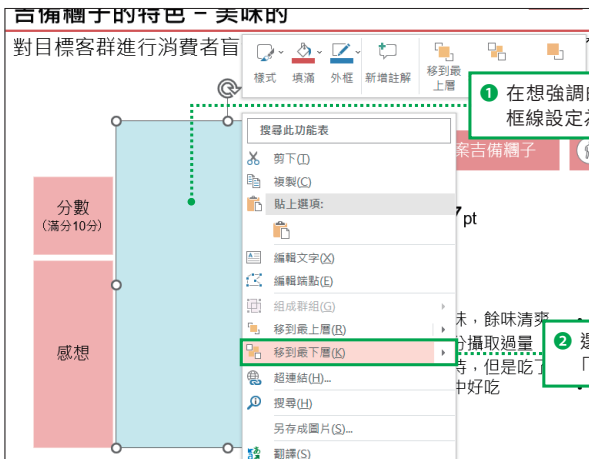 吉備糰子的特色 – 美味的
對目標客群進行消費者盲
樣式 填滿 外框 新增註解 移到最
上層
❶ 在想強調的
框線設定為
搜尋此功能表
剪下(T)
案吉備糰子
複製(C)
貼上選項:
分數
(滿分10分)
7pt
編輯文字(X)
編輯端點(E)
組成群組(G)
移到最上層(R)
味，餘味清爽 •
移到最下層(K)
分攝取過量
❷ 選
「
感想
超連結(H)...
時，但是吃了
搜尋(H)
中好吃 •
另存成圖片(S)...
翻譯(S)